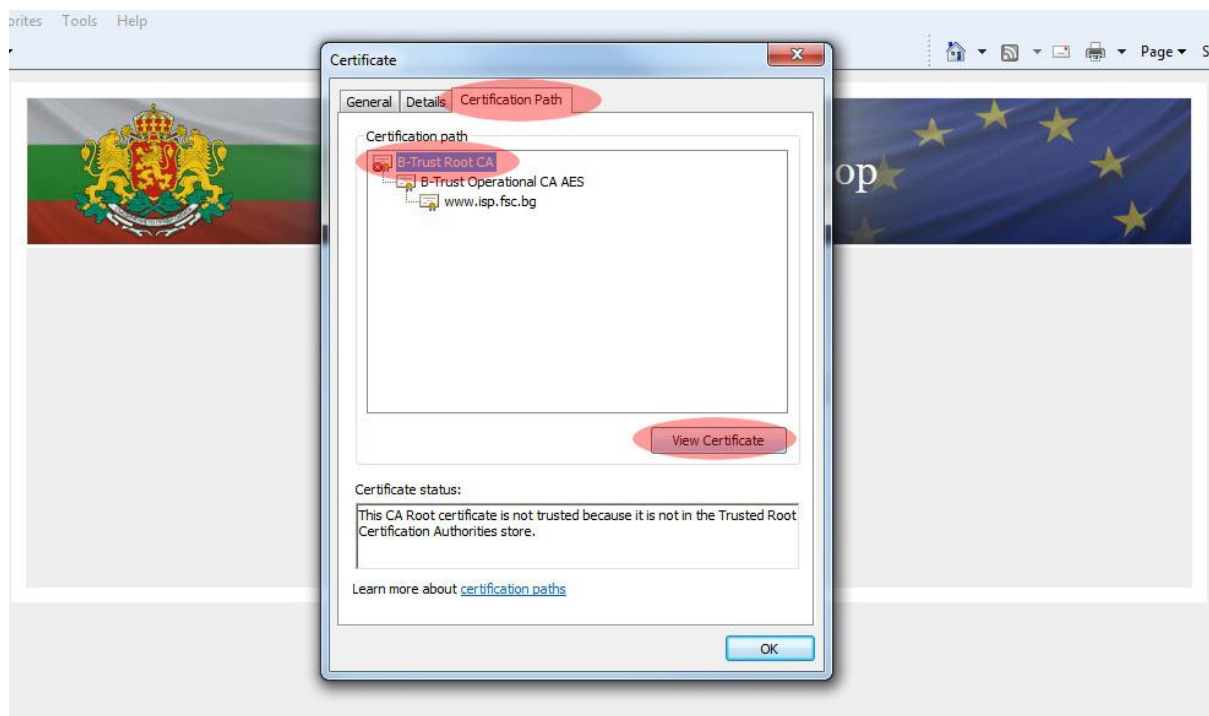 Tools Help
Page
Certificate
General Details Certification Path
Certification path
B-Trust Root CA
B-Trust Operational CA AES
www.isp.fsc.bg
op
View Certificate
Certificate status:
This CA Root certificate is not trusted because it is not in the Trusted Root
Certification Authorities store.
Learn more about certification paths
OK